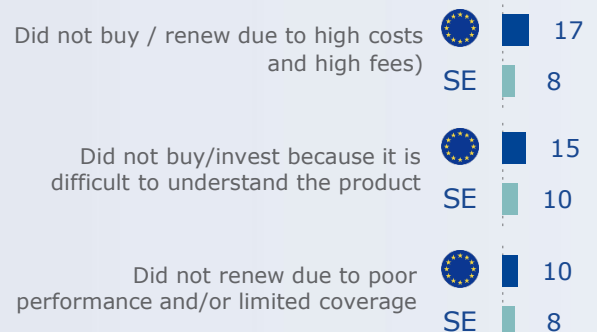 Did not buy / renew due to high costs
and high fees)
17
SE 8
Did not buy/invest because it is
difficult to understand the product
15
SE 10
Did not renew due to poor
performance and/or limited coverage
10
SE 8